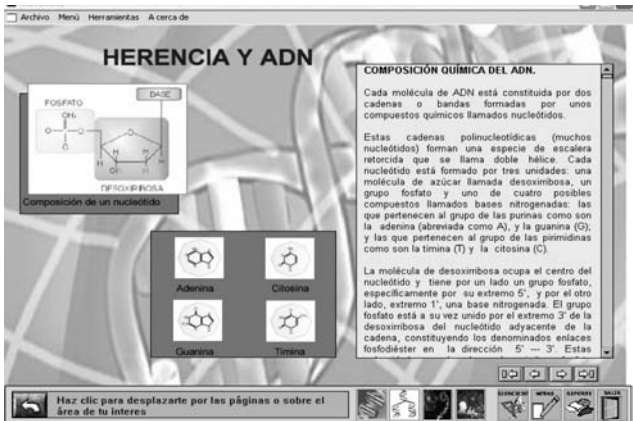 Archivo Menú Herramientas A cerca de
HERENCIA Y ADN
FOSFATO
BASE
DESOXIRIBOSA
Composición de un nucleótido
Adenina
Citosina
Guanina
Timina
COMPOSICIÓN QUÍMICA DEL ADN.
Cada molécula de ADN está constituida por dos
cadenas o bandas formadas por unos
compuestos químicos llamados nucleótidos.
Estas cadenas polinucleotídicas (muchos
nucleótidos) forman una especie de escalera
retorcida que se llama doble hélice. Cada
nucleótido está formado por tres unidades: una
molécula de azúcar llamada desoxirribosa, un
grupo fosfato y uno de cuatro posibles
compuestos llamados bases nitrogenadas: las
que pertenecen al grupo de las purinas como son
la adenina (abreviada como A), y la guanina (G);
y las que pertenecen al grupo de las pirimidinas
como son la timina (T) y la citosina (C).
La molécula de desoxirribosa ocupa el centro del
nucleótido y tiene por un lado un grupo fosfato,
específicamente por su extremo 5', y por el otro
lado, extremo 1', una base nitrogenada. El grupo
fosfato está a su vez unido por el extremo 3' de la
desoxirribosa del nucleótido adyacente de la
cadena, constituyendo los denominados enlaces
fosfodiéster en la dirección 5' --- 3'. Estas
Haz clic para desplazarte por las páginas o sobre el
área de tu interes
EJERCICIOS NOTAS REPORTE SALIR